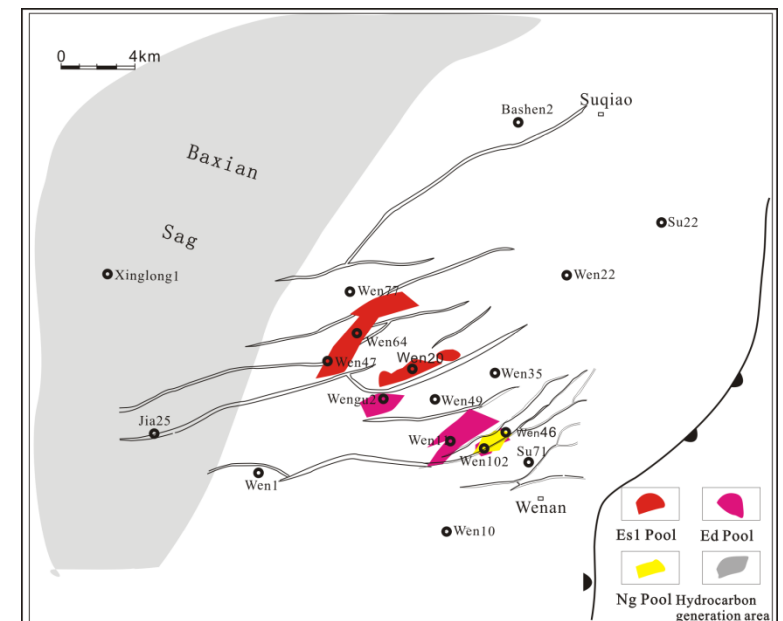 0 4km
Suqiao
Bashen2
Baxian
Su22
Sag
Xinglong1
Wen22
Wen77
Wen64
Wen47
Wen20
Wen35
Wengu2
Wen49
Jia25
Wen46
Wen11
Wen102
Su71
Wen1
Wenan
Wen10
Es1 Pool Ed Pool
Ng Pool Hydrocarbon
generation area